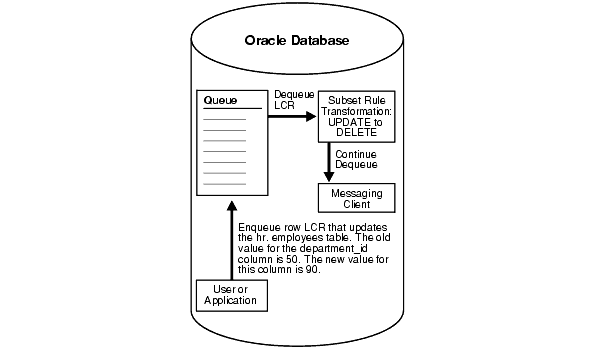 Oracle Database
Queue
Dequeue
LCR
Subset Rule
Transformation:
UPDATE to
DELETE
Continue
Dequeue
Messaging
Client
Enqueue row LCR that updates
the hr. employees table. The old
value for the department_id
column is 50. The new value for
this column is 90.
User or
Application